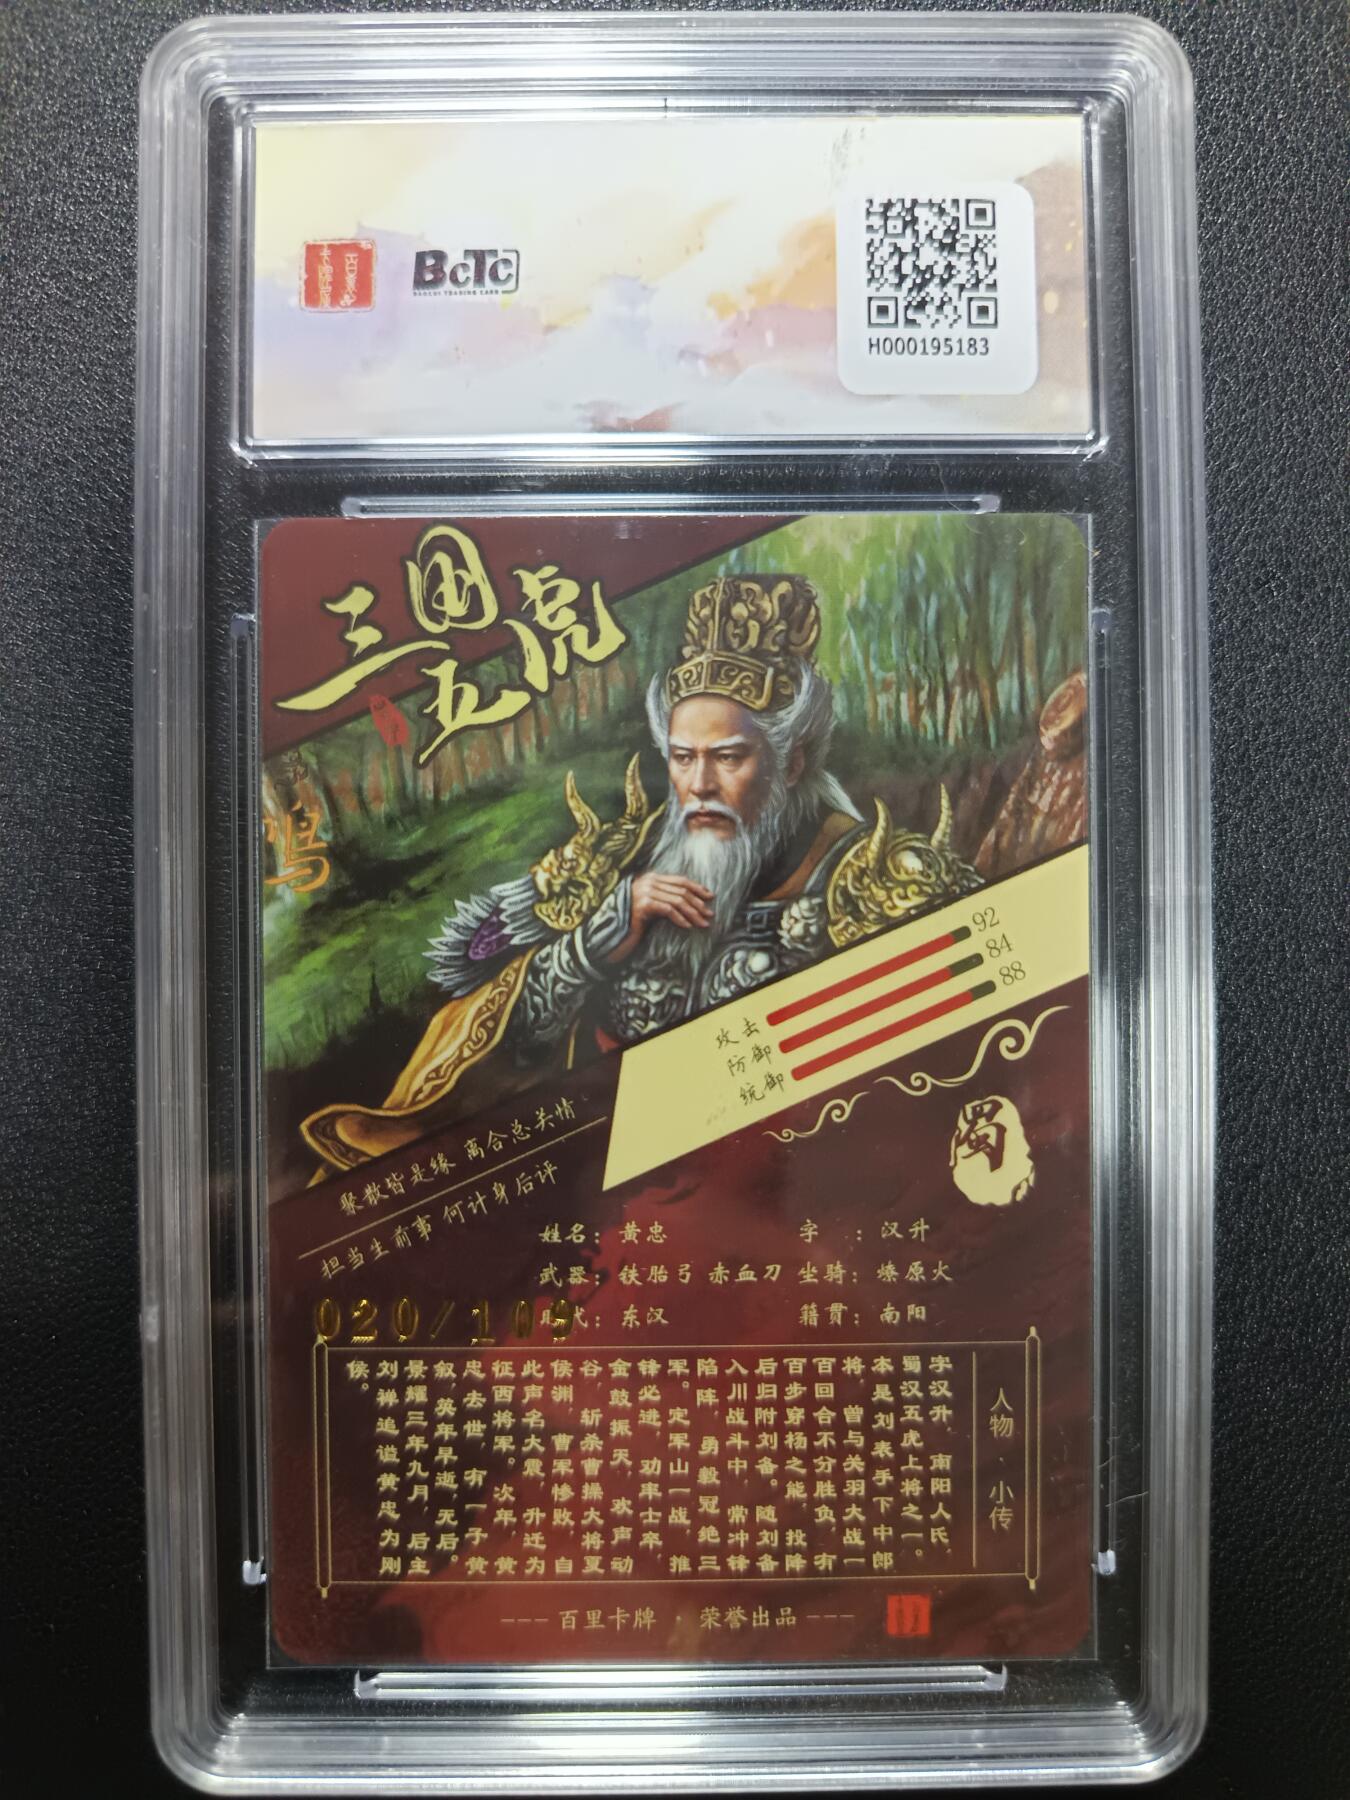 BcTc
BAOCUI TRADING CARD
H000195183
三国
五虎
92
84
88
攻击
防御
统御
蜀
聚散皆是缘 离合总关情
担当生前事 何计身后评
姓名：黄忠
字：汉升
武器：铁胎弓 赤血刀
坐骑：燎原火
时代：东汉
籍贯：南阳
020/109
人物·小传
字汉升，南阳人氏，
蜀汉五虎上将之一。
本是刘表手下中郎
将，曾与关羽大战一
百回合不分胜负，有
百步穿杨之能，投降
后归附刘备。随刘备
入川战斗中，常冲锋
陷阵，勇毅冠绝三
军。定军山一战，推
锋必进，劝率士卒，
金鼓振天，欢声动
谷，斩杀曹操大将夏
侯渊，曹军惨败，自
此声名大震，升迁为
征西将军。次年，黄
忠去世，有一子黄
叙，英年早逝，无后。
景耀三年九月，后主
刘禅追谥黄忠为刚
侯。
--- 百里卡牌 · 荣誉出品 ---